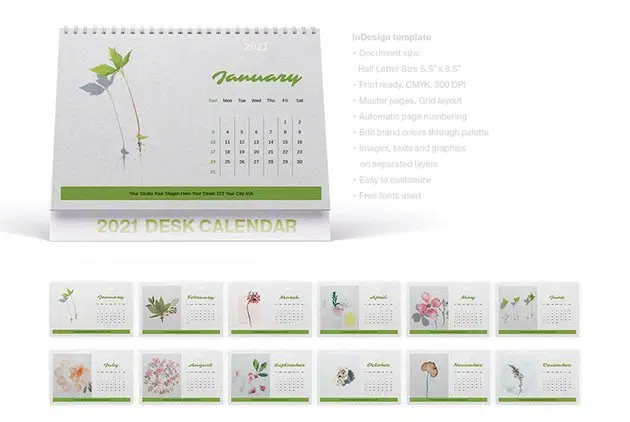 2021
January
Sun Mon Tue Wed Thu Fri Sat
1 2
3 4 5 6 7 8 9
10 11 12 13 14 15 16
17 18 19 20 21 22 23
24 25 26 27 28 29 30
31
Your Studio Your Slogan Here Your Street 123 Your City 456
2021 DESK CALENDAR
InDesign template
• Document size:
Half Letter Size 5.5" x 8.5"
• Print ready, CMYK, 300 DPI
• Master pages, Grid layout
• Automatic page numbering
• Edit brand colors through palette
• Images, texts and graphics
on separated layers
• Easy to customize
• Free fonts used
January
February
March
April
May
June
July
August
September
October
November
December